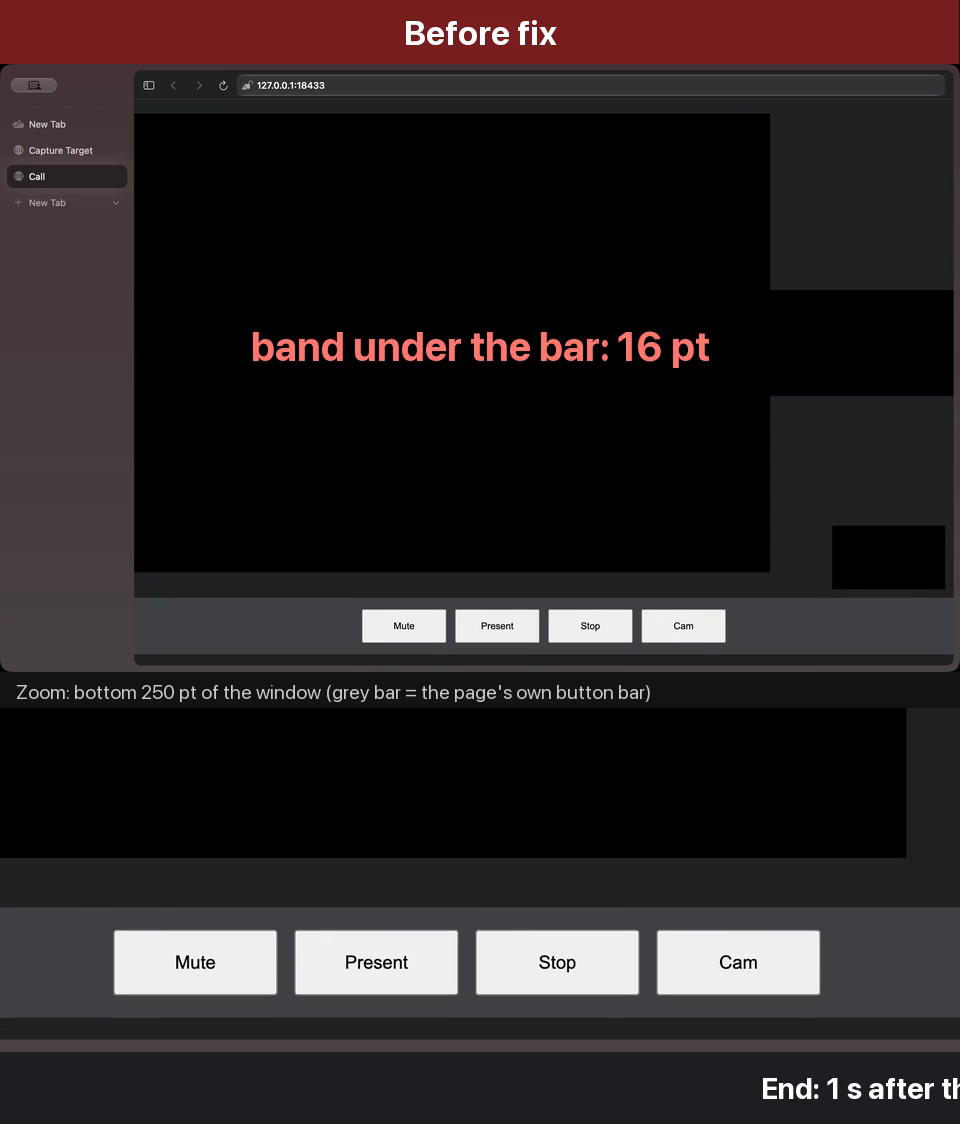 Before fix
127.0.0.1:18433
New Tab
Capture Target
Call
New Tab
band under the bar: 16 pt
Mute
Present
Stop
Cam
Zoom: bottom 250 pt of the window (grey bar = the page's own button bar)
Mute
Present
Stop
Cam
End: 1 s after th